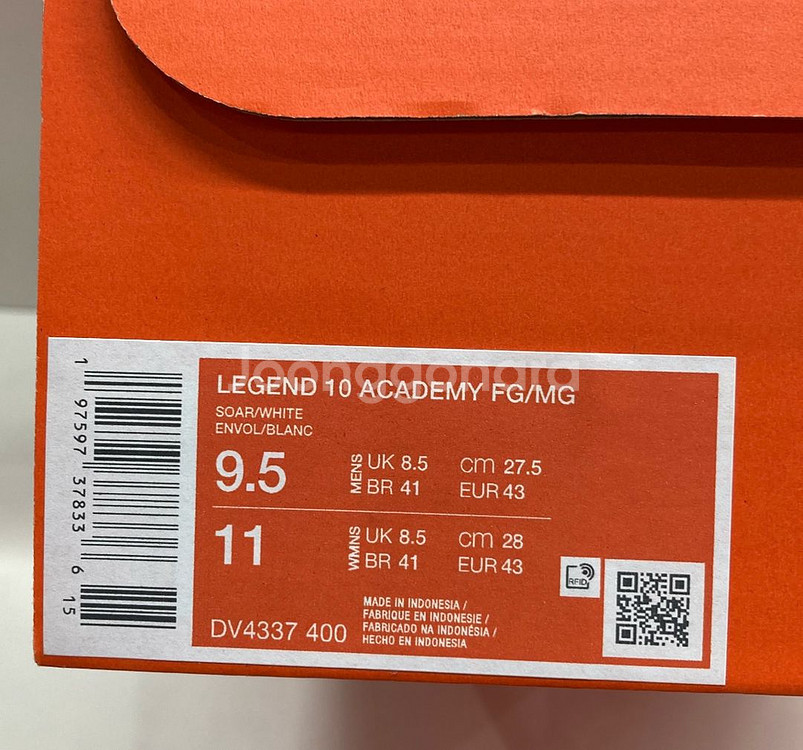 joonggonara
LEGEND 10 ACADEMY FG/MG
SOAR/WHITE
ENVOL/BLANC
9.5
MENS
UK 8.5 cm 27.5
BR 41 EUR 43
11
WMNS
UK 8.5 cm 28
BR 41 EUR 43
DV4337 400
MADE IN INDONESIA /
FABRIQUE EN INDONESIE /
FABRICADO NA INDONÉSIA /
HECHO EN INDONESIA
RFID
1 97597 37833 6 15